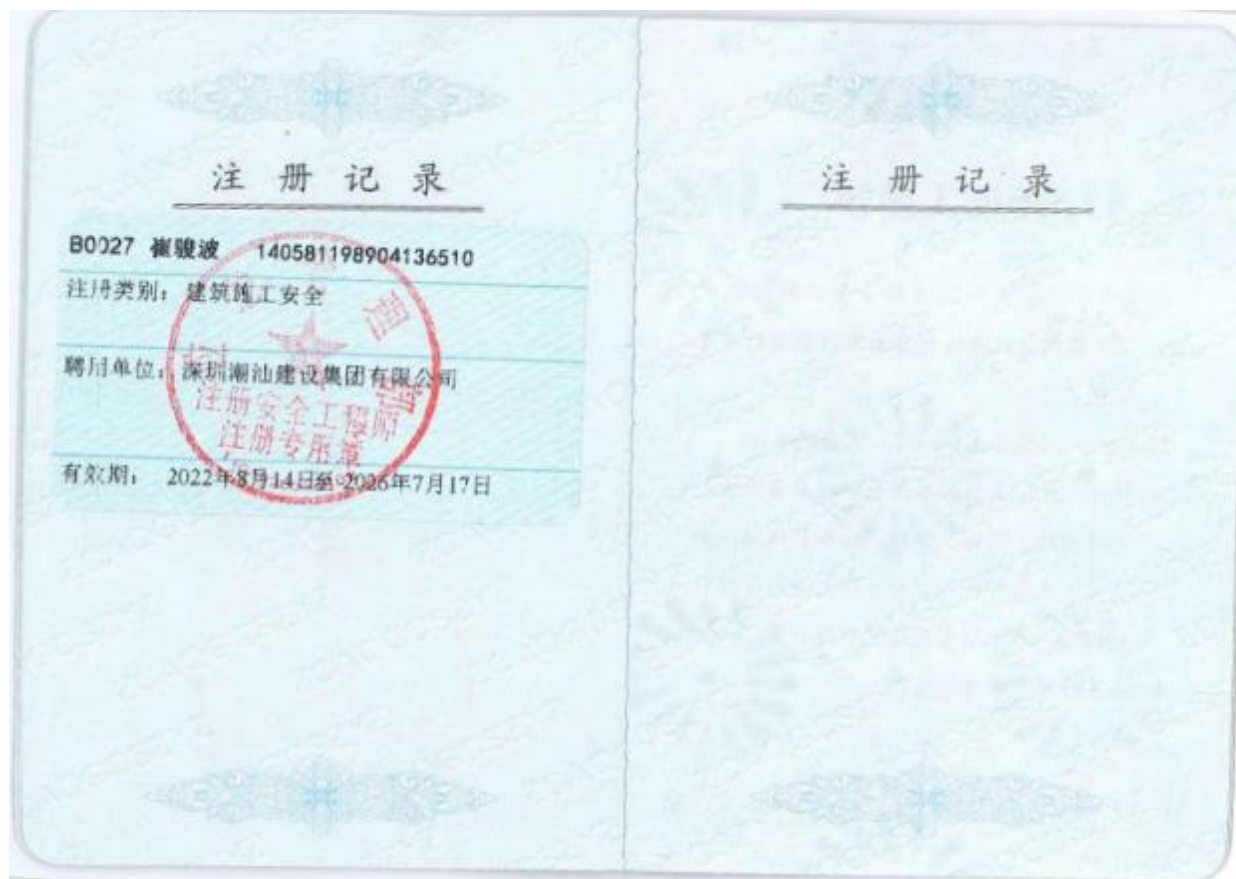 注册记录
B0027 崔骏波 140581198904136510
注册类别：建筑施工安全
聘用单位：深圳潮汕建设集团有限公司
注册安全工程师
注册专用章
有效期： 2022年8月14日至2026年7月17日
注册记录